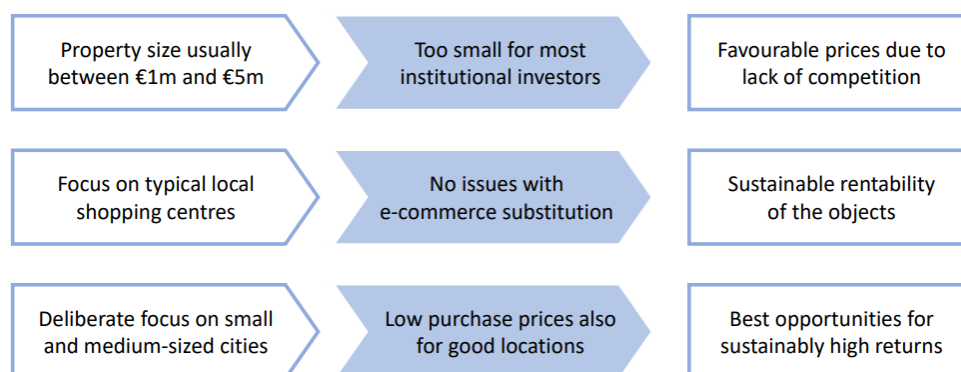 Property size usually
between €1m and €5m
Too small for most
institutional investors
Favourable prices due to
lack of competition
Focus on typical local
shopping centres
No issues with
e-commerce substitution
Sustainable rentability
of the objects
Deliberate focus on small
and medium-sized cities
Low purchase prices also
for good locations
Best opportunities for
sustainably high returns